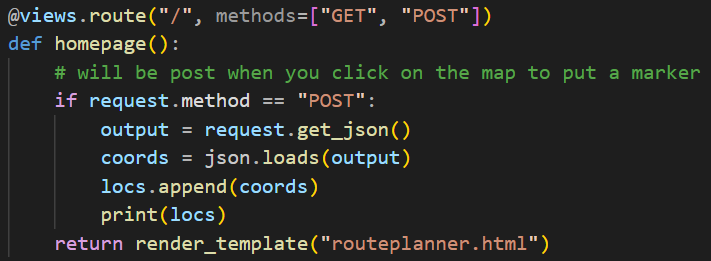 @views.route("/", methods=["GET", "POST"])
def homepage():
    # will be post when you click on the map to put a marker
    if request.method == "POST":
        output = request.get_json()
        coords = json.loads(output)
        locs.append(coords)
        print(locs)
    return render_template("routeplanner.html")